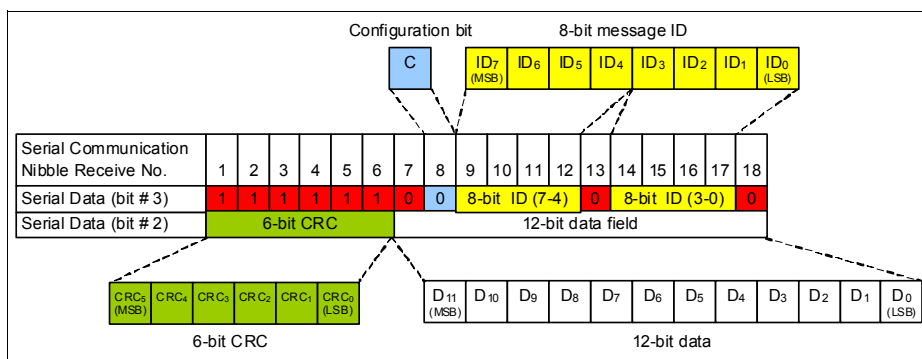 Configuration bit 8-bit message ID
C ID7 (MSB) ID6 ID5 ID4 ID3 ID2 ID1 ID0 (LSB)
Serial Communication
Nibble Receive No. 1 2 3 4 5 6 7 8 9 10 11 12 13 14 15 16 17 18
Serial Data (bit # 3) 1 1 1 1 1 1 0 0 8-bit ID (7-4) 0 8-bit ID (3-0) 0
Serial Data (bit # 2) 6-bit CRC 12-bit data field
CRC5 (MSB) CRC4 CRC3 CRC2 CRC1 CRC0 (LSB) D11 (MSB) D10 D9 D8 D7 D6 D5 D4 D3 D2 D1 D0 (LSB)
6-bit CRC 12-bit data